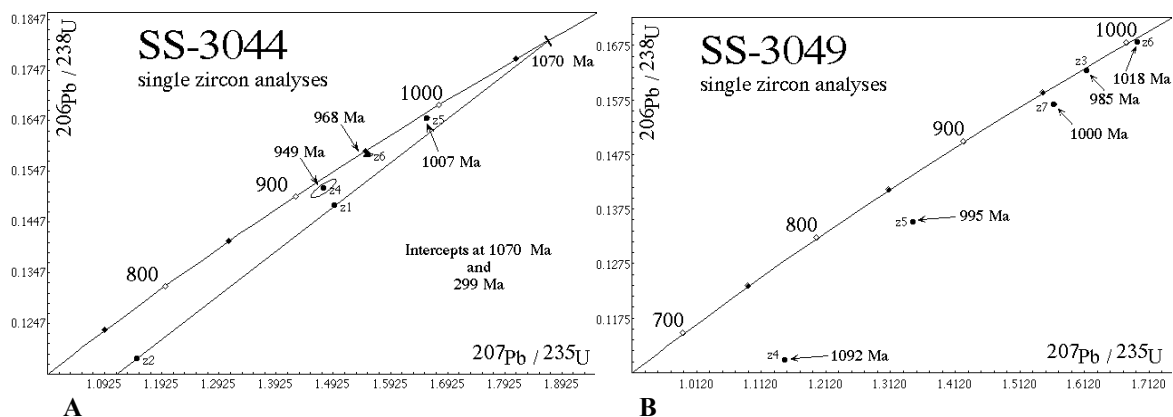 SS-3044
single zircon analyses
206Pb / 238U
0.1847
0.1747
0.1647
0.1547
0.1447
0.1347
0.1247
1070 Ma
1000
z5
968 Ma
z6
1007 Ma
949 Ma
z4
900
z1
Intercepts at 1070 Ma
and
299 Ma
800
z2
207Pb / 235U
1.0925
1.1925
1.2925
1.3925
1.4925
1.5925
1.6925
1.7925
1.8925
A
SS-3049
single zircon analyses
206Pb / 238U
0.1675
0.1575
0.1475
0.1375
0.1275
0.1175
1000
z6
1018 Ma
z3
985 Ma
z7
1000 Ma
900
800
z5
995 Ma
700
z4
1092 Ma
207Pb / 235U
1.0120
1.1120
1.2120
1.3120
1.4120
1.5120
1.6120
1.7120
B